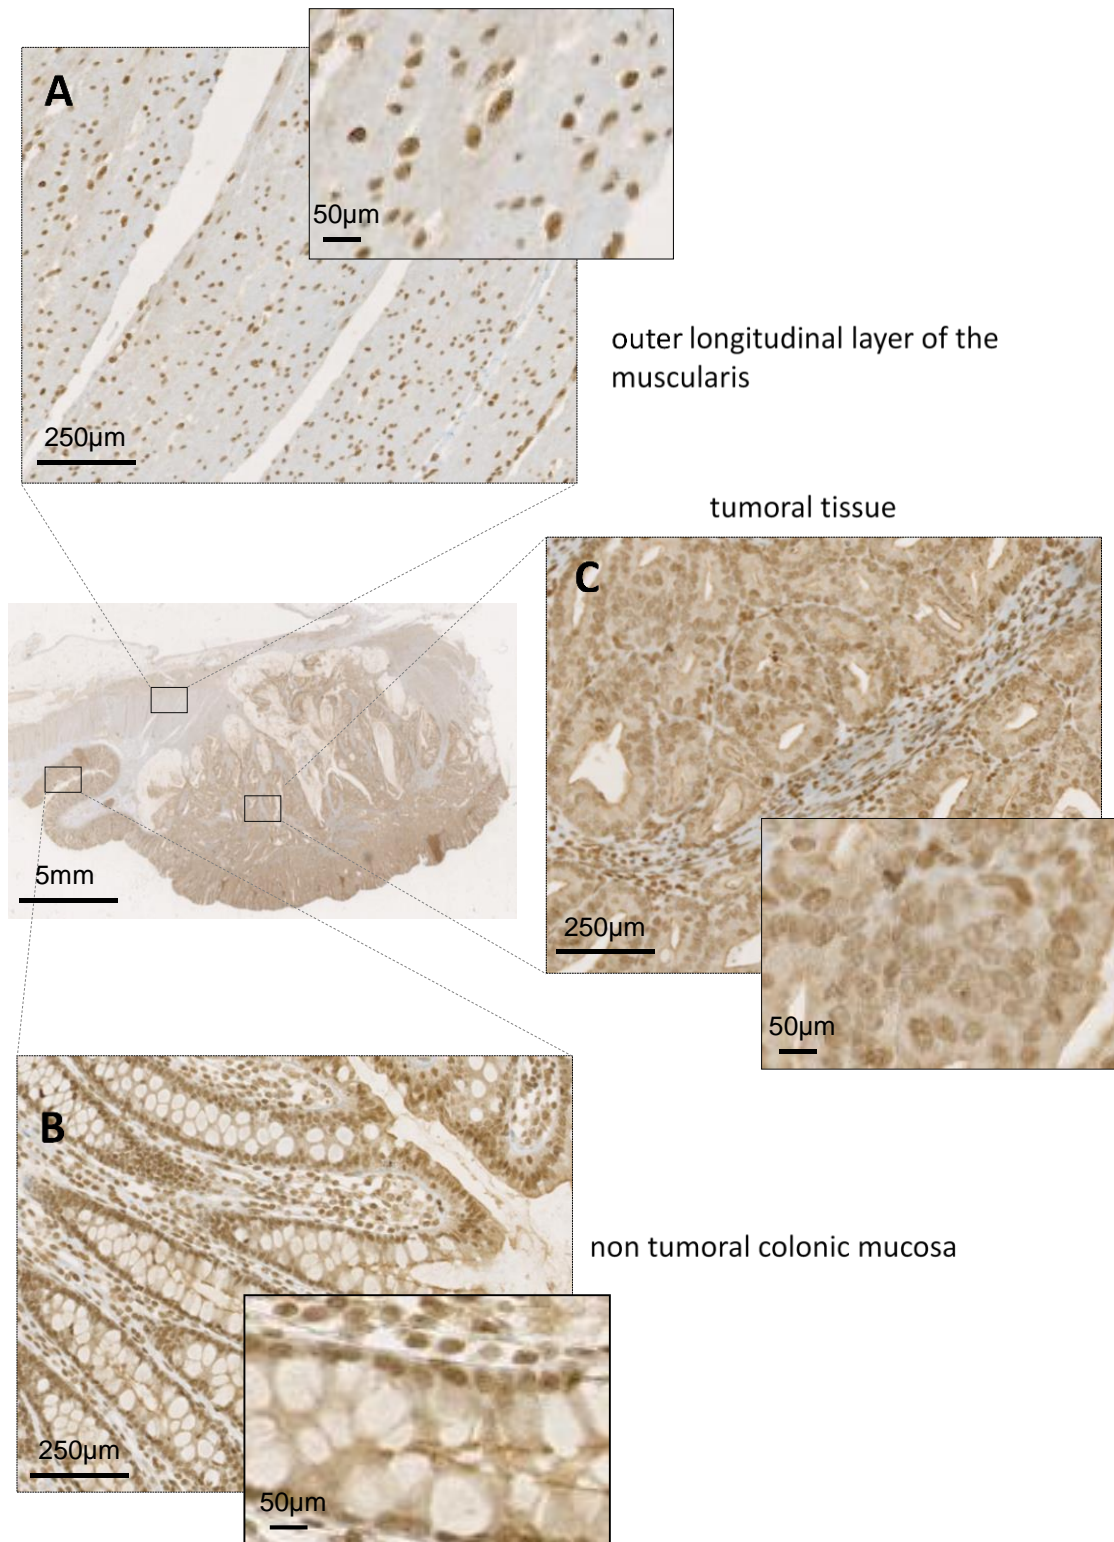 A
50µm
250µm
outer longitudinal layer of the
muscularis
tumoral tissue
C
5mm
250µm
50µm
B
non tumoral colonic mucosa
250µm
50µm